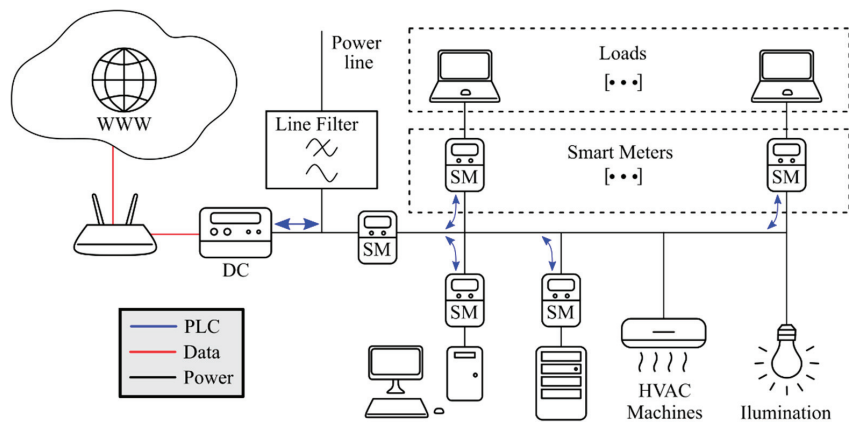 WWW
Power
line
Line Filter
Loads
[•••]
Smart Meters
[•••]
SM
SM
SM
DC
SM
SM
PLC
Data
Power
HVAC
Machines
Ilumination